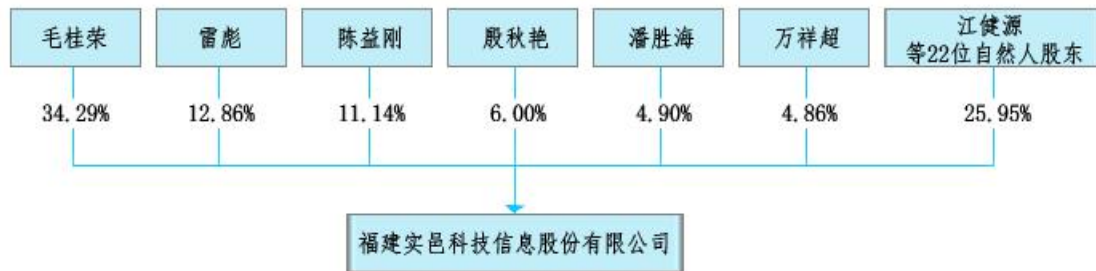 毛桂荣
雷彪
陈益刚
殷秋艳
潘胜海
万祥超
江健源
等22位自然人股东
34.29%
12.86%
11.14%
6.00%
4.90%
4.86%
25.95%
福建实邑科技信息股份有限公司